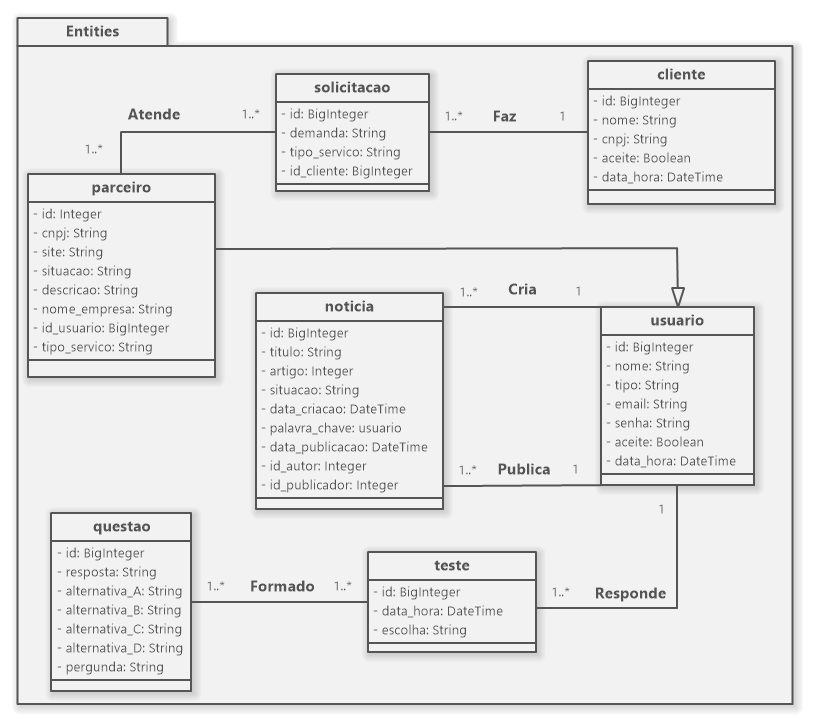 Entities
solicitacao
- id: BigInteger
- demanda: String
- tipo_servico: String
- id_cliente: BigInteger
cliente
- id: BigInteger
- nome: String
- cnpj: String
- aceite: Boolean
- data_hora: DateTime
Atende
1..*
1..*
1..*
Faz
1
parceiro
- id: Integer
- cnpj: String
- site: String
- situacao: String
- descricao: String
- nome_empresa: String
- id_usuario: BigInteger
- tipo_servico: String
1..*
Cria
1
noticia
- id: BigInteger
- titulo: String
- artigo: Integer
- situacao: String
- data_criacao: DateTime
- palavra_chave: usuario
- data_publicacao: DateTime
- id_autor: Integer
- id_publicador: Integer
usuario
- id: BigInteger
- nome: String
- tipo: String
- email: String
- senha: String
- aceite: Boolean
- data_hora: DateTime
1..*
Publica
1
1
questao
- id: BigInteger
- resposta: String
- alternativa_A: String
- alternativa_B: String
- alternativa_C: String
- alternativa_D: String
- pergunda: String
1..*
Formado
1..*
teste
- id: BigInteger
- data_hora: DateTime
- escolha: String
1..*
Responde